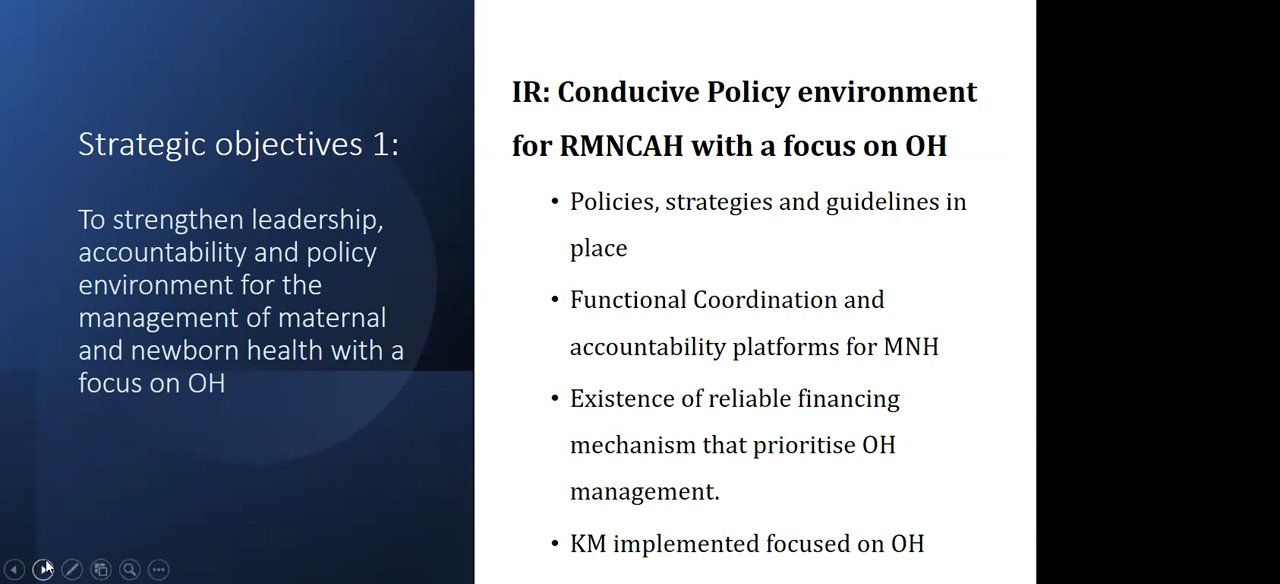 Strategic objectives 1:
To strengthen leadership,
accountability and policy
environment for the
management of maternal
and newborn health with a
focus on OH
IR: Conducive Policy environment
for RMNCAH with a focus on OH
• Policies, strategies and guidelines in
place
• Functional Coordination and
accountability platforms for MNH
• Existence of reliable financing
mechanism that prioritise OH
management.
• KM implemented focused on OH